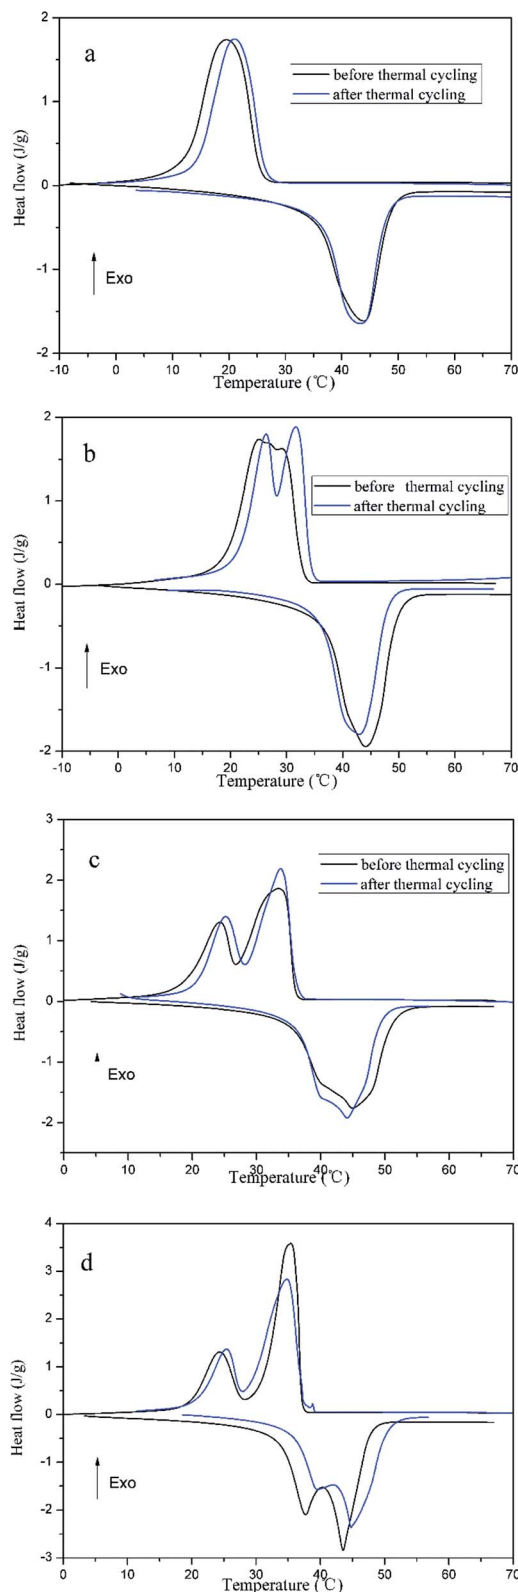 a
before thermal cycling
after thermal cycling
Heat flow (J/g)
2
1
0
-1
-2
Exo
-10 0 10 20 30 40 50 60 70
Temperature (℃)
b
before thermal cycling
after thermal cycling
Heat flow (J/g)
2
1
0
-1
-2
Exo
-10 0 10 20 30 40 50 60 70
Temperature (℃)
c
before thermal cycling
after thermal cycling
Heat flow (J/g)
3
2
1
0
-1
-2
Exo
0 10 20 30 40 50 60 70
Temperature (℃)
d
Heat flow (J/g)
4
3
2
1
0
-1
-2
-3
Exo
0 10 20 30 40 50 60 70
Temperature (℃)